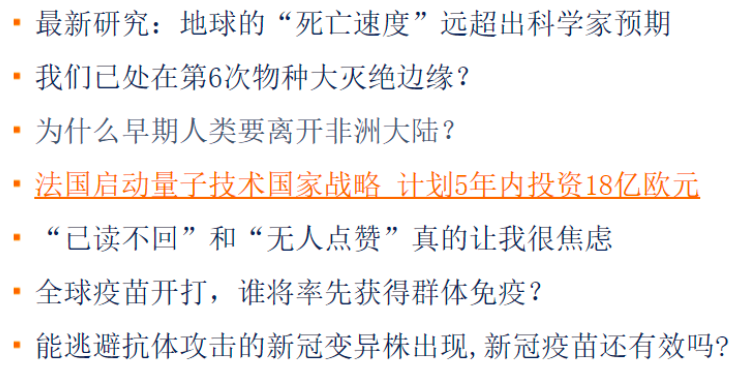 最新研究：地球的“死亡速度”远超出科学家预期
我们已处在第6次物种大灭绝边缘？
为什么早期人类要离开非洲大陆？
法国启动量子技术国家战略 计划5年内投资18亿欧元
“已读不回”和“无人点赞”真的让我很焦虑
全球疫苗开打，谁将率先获得群体免疫？
能逃避抗体攻击的新冠变异株出现,新冠疫苗还有效吗?